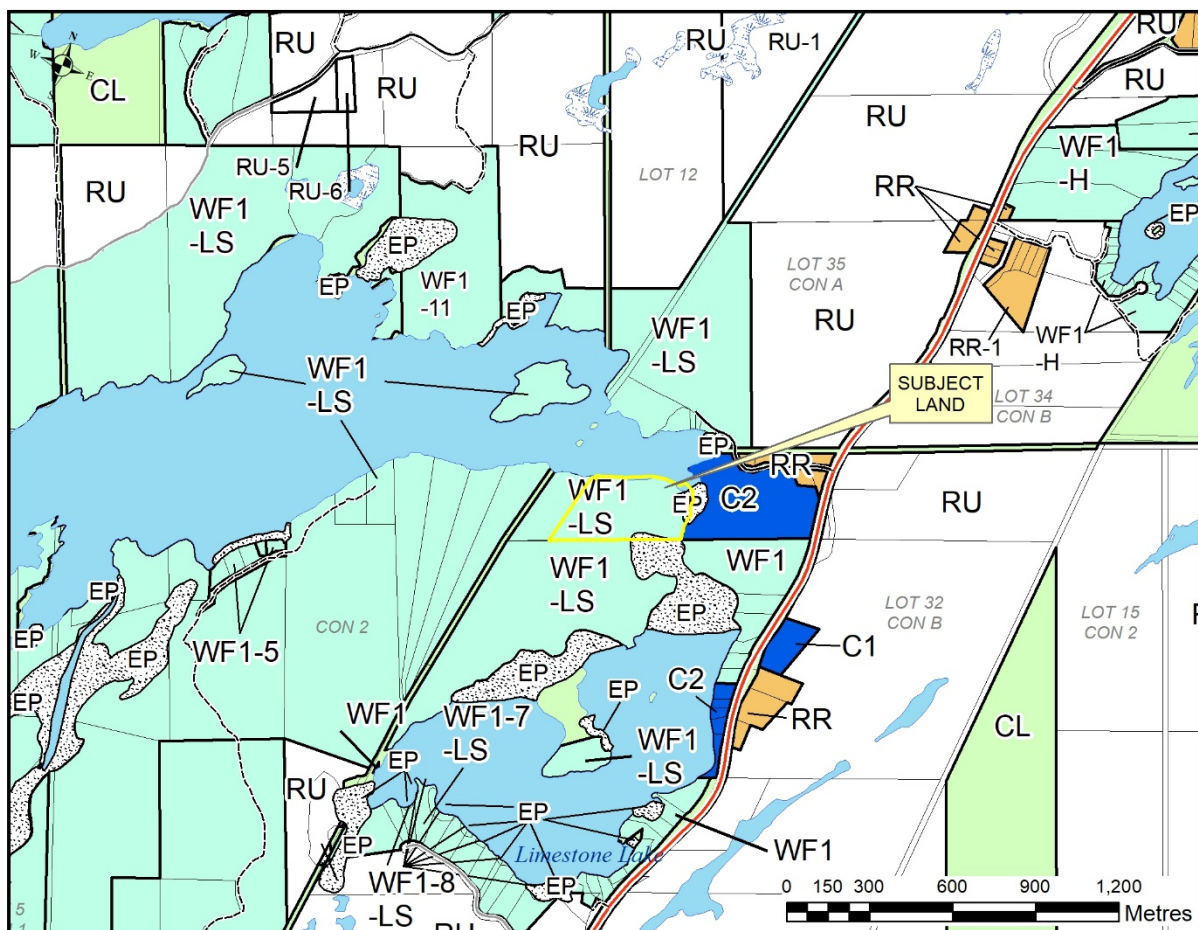 RU
RU-1
RU
N
W
E
S
CL
RU
RU
RU
RU
RU-5
RU-6
LOT 12
RU
WF1
-LS
EP
EP
WF1
-11
EP
RR
WF1
-H
EP
LOT 35
CON A
RU
RR-1
WF1
-H
WF1
-LS
WF1
-LS
SUBJECT
LAND
LOT 34
CON B
EP
RR
WF1
-LS
EP
C2
RU
WF1
-LS
WF1
EP
EP
EP
CON 2
WF1-5
EP
EP
LOT 32
CON B
LOT 15
CON 2
C1
EP
C2
RR
WF1
WF1-7
-LS
WF1
-LS
CL
RU
EP
EP
EP
Limestone Lake
WF1
EP
WF1-8
-LS
RU
5
0 150 300 600 900 1,200
Metres